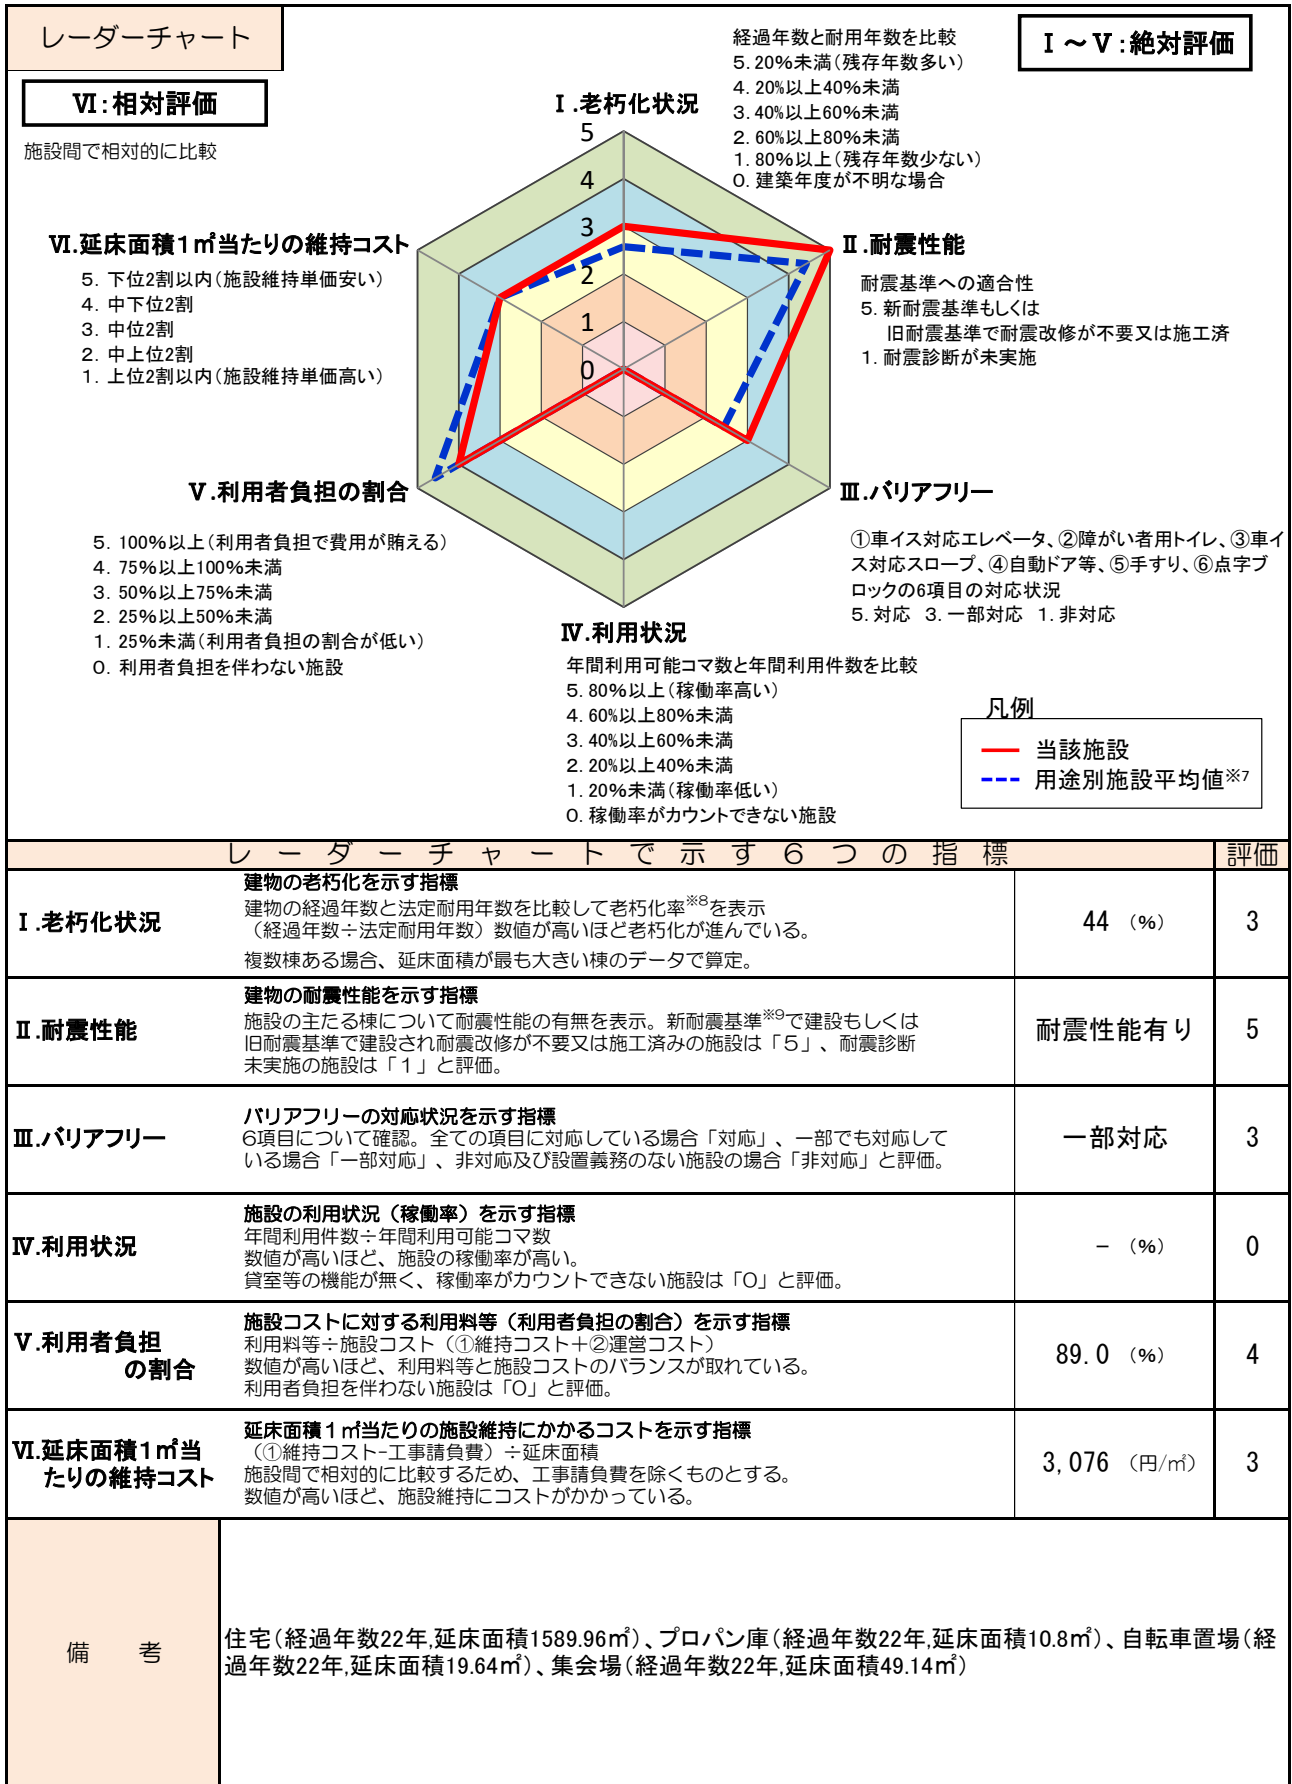 レーダーチャート
Ⅰ～Ⅴ:絶対評価
Ⅵ:相対評価
施設間で相対的に比較
Ⅰ.老朽化状況
経過年数と耐用年数を比較
5.20%未満(残存年数多い)
4.20%以上40%未満
3.40%以上60%未満
2.60%以上80%未満
1.80%以上(残存年数少ない)
0.建築年度が不明な場合
5
4
3
2
1
0
Ⅱ.耐震性能
耐震基準への適合性
5.新耐震基準もしくは
旧耐震基準で耐震改修が不要又は施工済
1.耐震診断が未実施
Ⅵ.延床面積1㎡当たりの維持コスト
5. 下位2割以内(施設維持単価安い)
4. 中下位2割
3. 中位2割
2. 中上位2割
1. 上位2割以内(施設維持単価高い)
Ⅴ.利用者負担の割合
5. 100%以上(利用者負担で費用が賄える)
4. 75%以上100%未満
3. 50%以上75%未満
2. 25%以上50%未満
1. 25%未満(利用者負担の割合が低い)
0. 利用者負担を伴わない施設
Ⅲ.バリアフリー
①車イス対応エレベータ、②障がい者用トイレ、③車イ
ス対応スロープ、④自動ドア等、⑤手すり、⑥点字ブ
ロックの6項目の対応状況
5.対応 3.一部対応 1.非対応
Ⅳ.利用状況
年間利用可能コマ数と年間利用件数を比較
5.80%以上(稼働率高い)
4.60%以上80%未満
3.40%以上60%未満
2.20%以上40%未満
1.20%未満(稼働率低い)
0.稼働率がカウントできない施設
凡例
当該施設
用途別施設平均値※7
レーダーチャートで示す6つの指標 評価
Ⅰ.老朽化状況
建物の老朽化を示す指標
建物の経過年数と法定耐用年数を比較して老朽化率※8を表示
（経過年数÷法定耐用年数）数値が高いほど老朽化が進んでいる。
複数棟ある場合、延床面積が最も大きい棟のデータで算定。
44 (%) 3
Ⅱ.耐震性能
建物の耐震性能を示す指標
施設の主たる棟について耐震性能の有無を表示。新耐震基準※9で建設もしくは
旧耐震基準で建設され耐震改修が不要又は施工済みの施設は「5」、耐震診断
未実施の施設は「1」と評価。
耐震性能有り 5
Ⅲ.バリアフリー
バリアフリーの対応状況を示す指標
6項目について確認。全ての項目に対応している場合「対応」、一部でも対応して
いる場合「一部対応」、非対応及び設置義務のない施設の場合「非対応」と評価。
一部対応 3
Ⅳ.利用状況
施設の利用状況（稼働率）を示す指標
年間利用件数÷年間利用可能コマ数
数値が高いほど、施設の稼働率が高い。
貸室等の機能が無く、稼働率がカウントできない施設は「0」と評価。
- (%) 0
Ⅴ.利用者負担
の割合
施設コストに対する利用料等（利用者負担の割合）を示す指標
利用料等÷施設コスト（①維持コスト＋②運営コスト）
数値が高いほど、利用料等と施設コストのバランスが取れている。
利用者負担を伴わない施設は「0」と評価。
89.0 (%) 4
Ⅵ.延床面積1㎡当
たりの維持コスト
延床面積1㎡当たりの施設維持にかかるコストを示す指標
（①維持コスト-工事請負費）÷延床面積
施設間で相対的に比較するため、工事請負費を除くものとする。
数値が高いほど、施設維持にコストがかかっている。
3,076 (円/㎡) 3
備考
住宅(経過年数22年,延床面積1589.96㎡)、プロパン庫(経過年数22年,延床面積10.8㎡)、自転車置場(経
過年数22年,延床面積19.64㎡)、集会場(経過年数22年,延床面積49.14㎡)